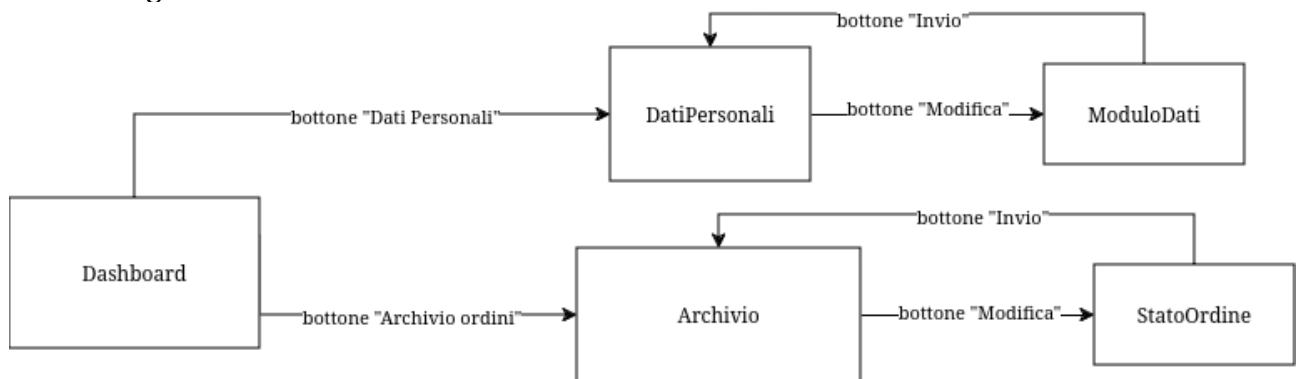 bottone "Invio"
bottone "Dati Personali"
DatiPersonali
bottone "Modifica"
ModuloDati
bottone "Invio"
Dashboard
bottone "Archivio ordini"
Archivio
bottone "Modifica"
StatoOrdine